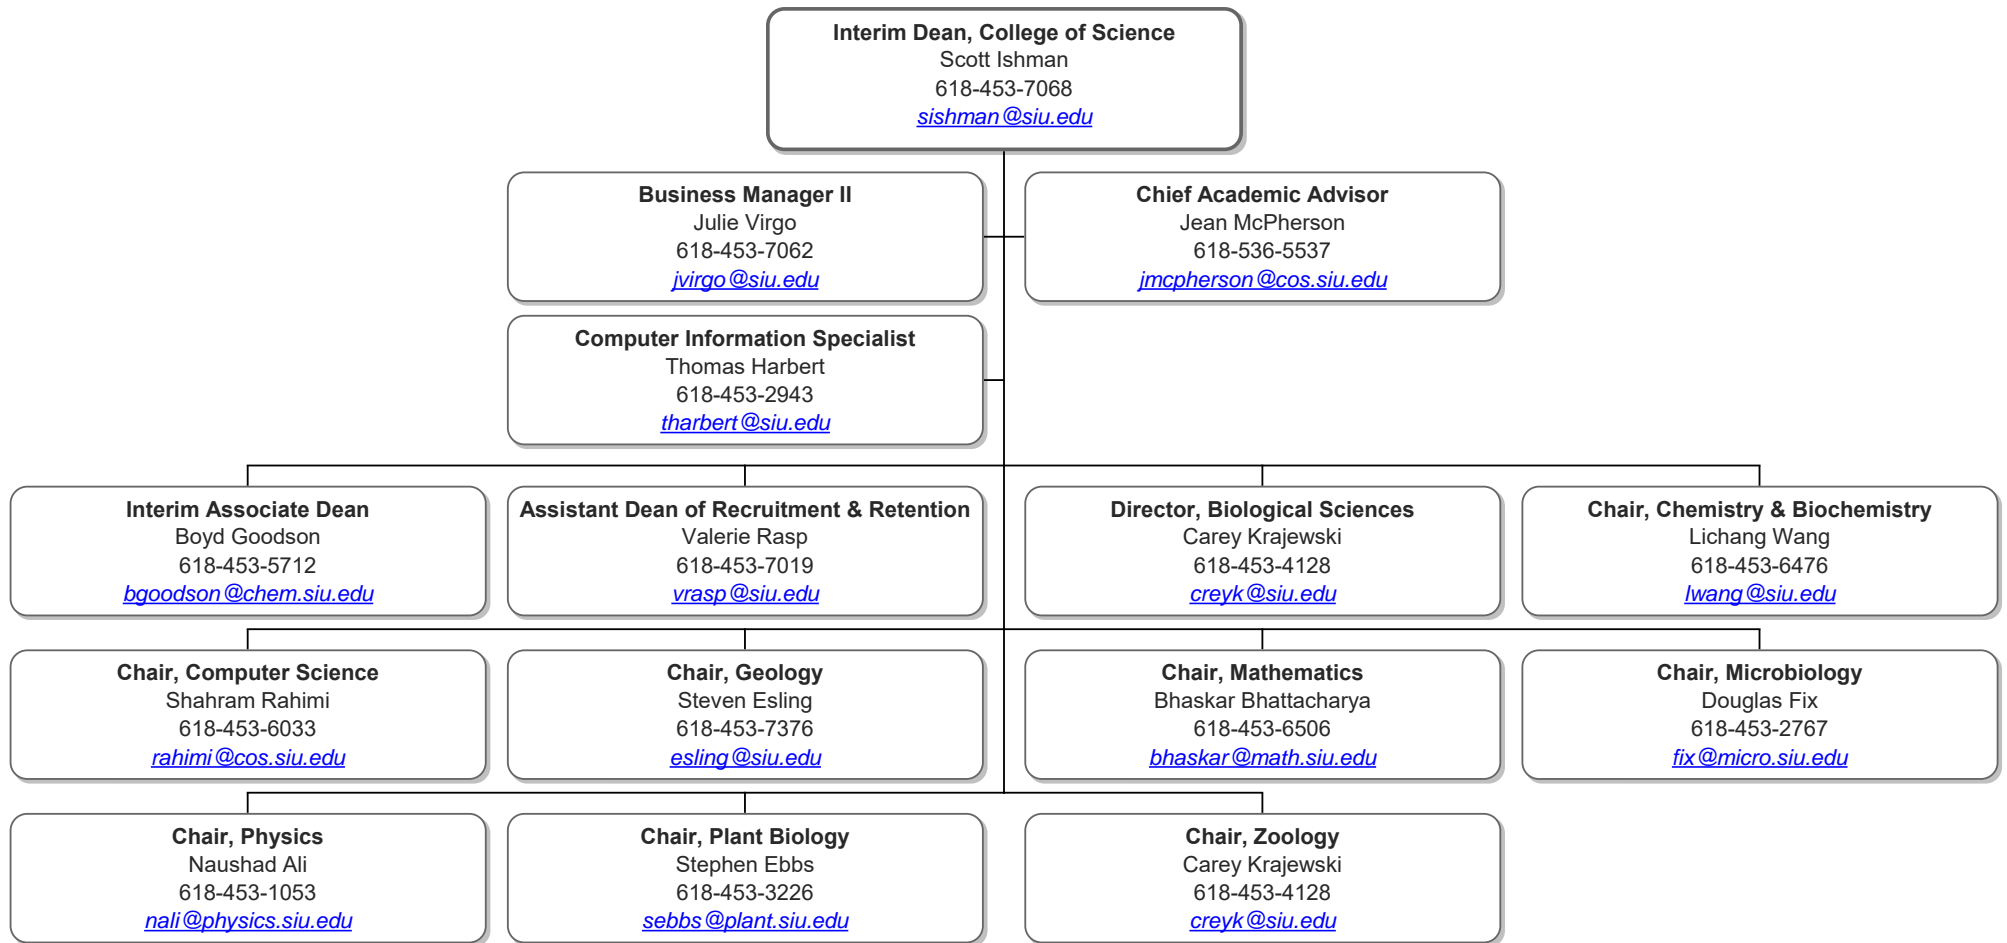 Interim Dean, College of Science
Scott Ishman
618-453-7068
sishman@siu.edu
Business Manager II
Julie Virgo
618-453-7062
jvirgo@siu.edu
Chief Academic Advisor
Jean McPherson
618-536-5537
jmcpherson@cos.siu.edu
Computer Information Specialist
Thomas Harbert
618-453-2943
tharbert@siu.edu
Interim Associate Dean
Boyd Goodson
618-453-5712
bgoodson@chem.siu.edu
Assistant Dean of Recruitment & Retention
Valerie Rasp
618-453-7019
vrasp@siu.edu
Director, Biological Sciences
Carey Krajewski
618-453-4128
creyk@siu.edu
Chair, Chemistry & Biochemistry
Lichang Wang
618-453-6476
lwang@siu.edu
Chair, Computer Science
Shahram Rahimi
618-453-6033
rahimi@cos.siu.edu
Chair, Geology
Steven Esling
618-453-7376
esling@siu.edu
Chair, Mathematics
Bhaskar Bhattacharya
618-453-6506
bhaskar@math.siu.edu
Chair, Microbiology
Douglas Fix
618-453-2767
fix@micro.siu.edu
Chair, Physics
Naushad Ali
618-453-1053
nali@physics.siu.edu
Chair, Plant Biology
Stephen Ebbs
618-453-3226
sebbs@plant.siu.edu
Chair, Zoology
Carey Krajewski
618-453-4128
creyk@siu.edu